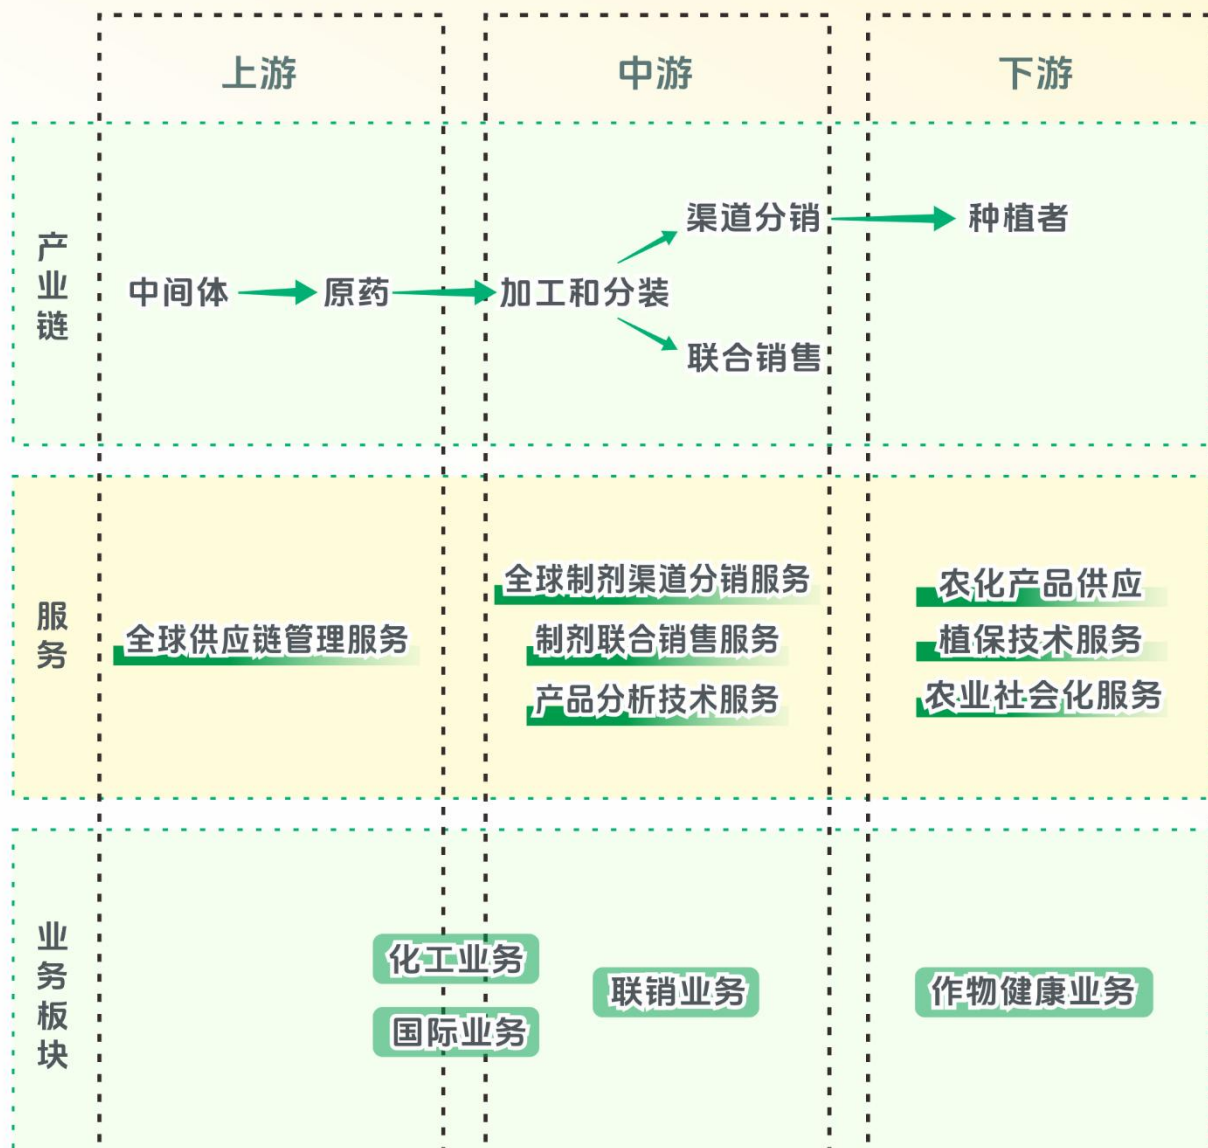 上游
中游
下游
产业链
中间体
原药
加工和分装
渠道分销
联合销售
种植者
服务
全球供应链管理服务
全球制剂渠道分销服务
制剂联合销售服务
产品分析技术服务
农化产品供应
植保技术服务
农业社会化服务
业务板块
化工业务
国际业务
联销业务
作物健康业务